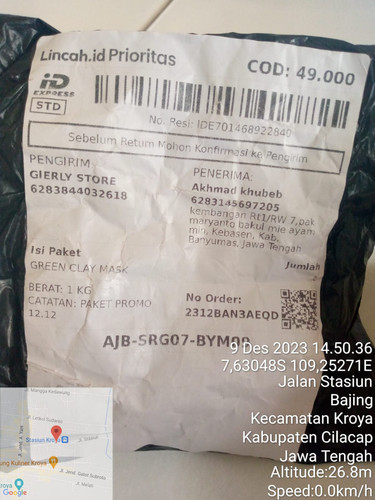 Lincah.id Prioritas
COD: 49.000
iD
EXPRESS
STD
No. Resi: IDE701468922840
Sebelum Return Mohon Konfirmasi ke Pengirim
PENGIRIM
GIERLY STORE
6283844032618
PENERIMA:
Akhmad khubeb
6283145697205
kembangan Rt1/RW 7,bak
maryanto bakul mie ayam
min, Kebasen, Kab.
Banyumas, Jawa Tengah
Isi Paket
Jumlah
GREEN CLAY MASK
BERAT: 1 KG
CATATAN: PAKET PROMO
12,12
No Order:
2312BAN3AEQD
AJB-SRG07-BYM09
9 Des 2023 14.50.36
7,63048S 109,25271E
Jalan Stasiun
Bajing
Kecamatan Kroya
Kabupaten Cilacap
Jawa Tengah
Altitude:26.8m
Speed:0.0km/h
Stasiun Kroya
Google